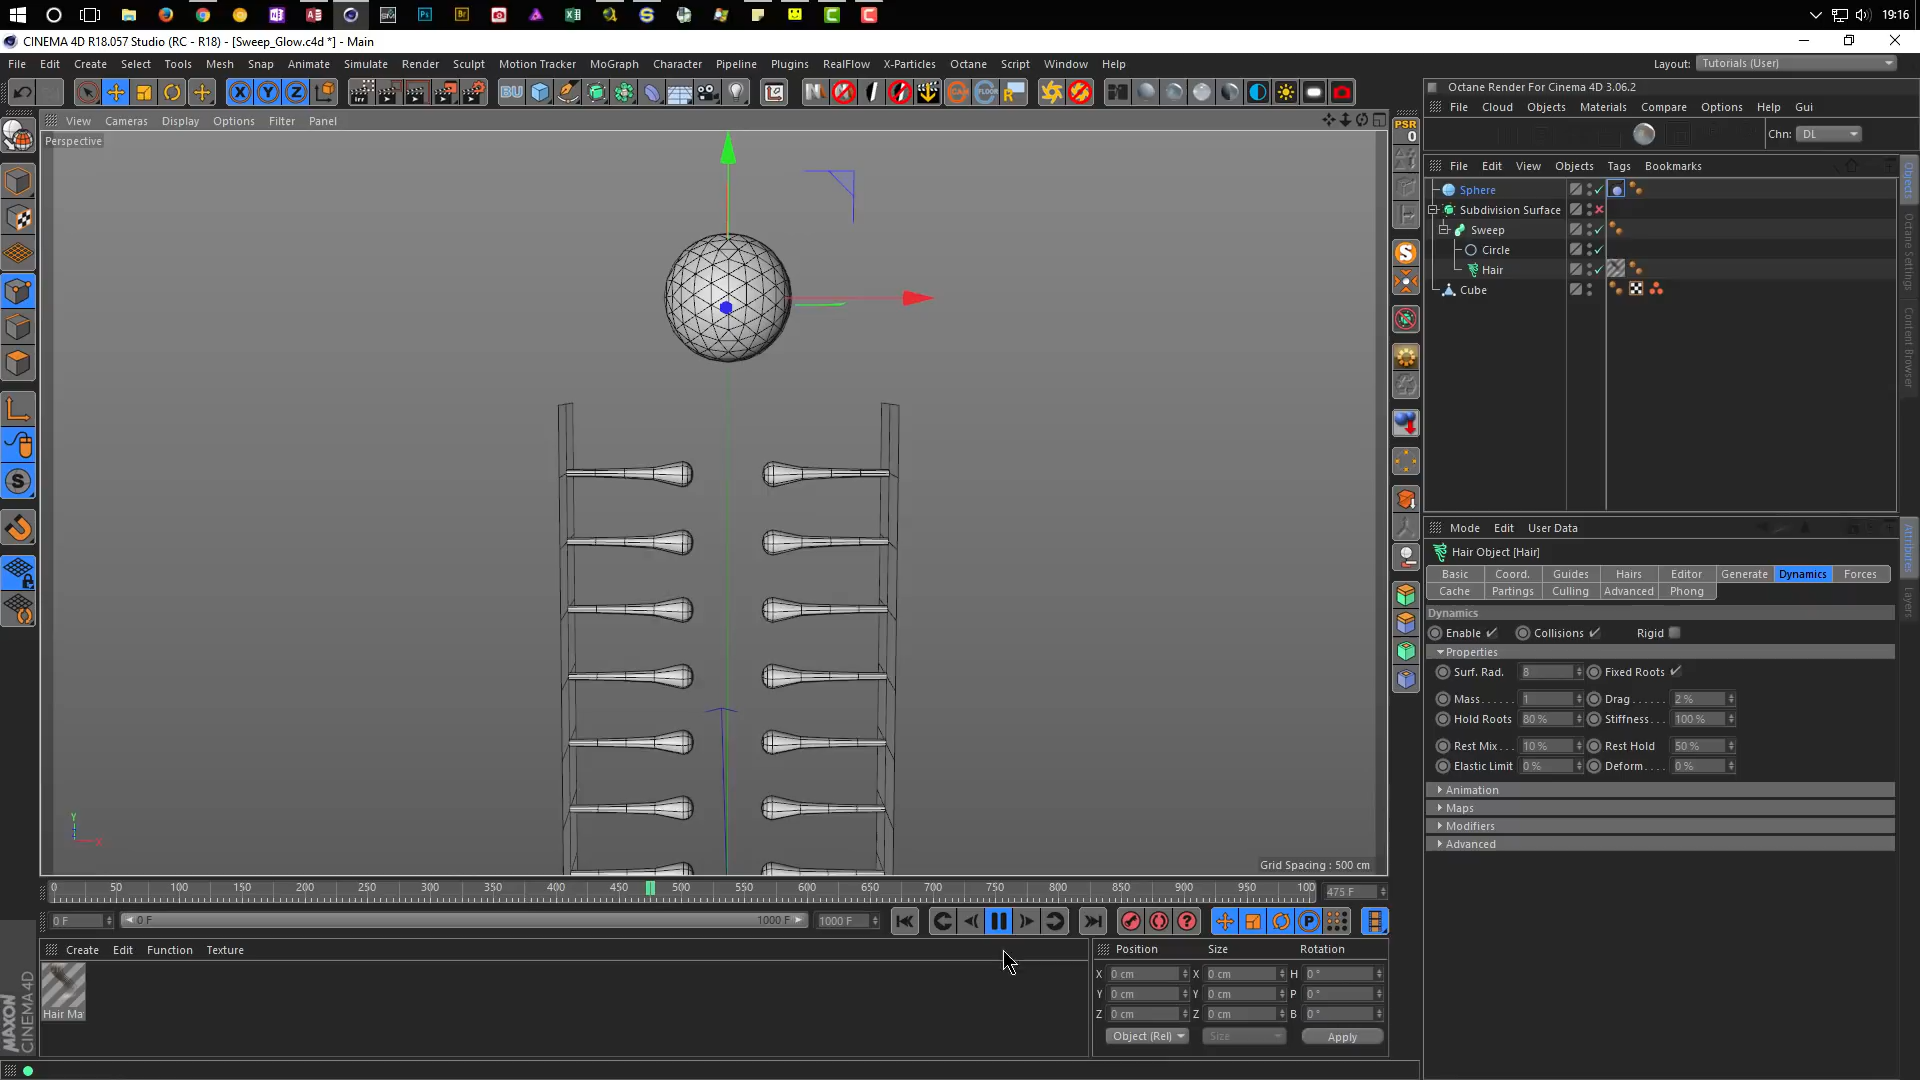 19:16
CINEMA 4D R18.057 Studio (RC - R18) - [Sweep_Glow.c4d *] - Main
File Edit Create Select Tools Mesh Snap Animate Simulate Render Sculpt Motion Tracker MoGraph Character Pipeline Plugins RealFlow X-Particles Octane Script Window Help
Layout: Tutorials (User)
Octane Render For Cinema 4D 3.06.2
File Cloud Objects Materials Compare Options Help Gui
Chn: DL
View Cameras Display Options Filter Panel
Perspective
PSR
0
File Edit View Objects Tags Bookmarks
Sphere
Subdivision Surface
Sweep
Circle
Hair
Cube
Objects
Octane Settings
Content Browser
Mode Edit User Data
Hair Object [Hair]
Basic Coord. Guides Hairs Editor Generate Dynamics Forces
Cache Partings Culling Advanced Phong
Dynamics
Enable Collisions Rigid
Properties
Surf. Rad. 8 Fixed Roots
Mass...... 1 Drag..... 2 %
Hold Roots 80 % Stiffness... 100 %
Rest Mix... 10 % Rest Hold 50 %
Elastic Limit 0 % Deform.... 0 %
Animation
Maps
Modifiers
Advanced
Attributes
Layers
Y
X
Grid Spacing : 500 cm
0 50 100 150 200 250 300 350 400 450 500 550 600 650 700 750 800 850 900 950 100
475 F
0 F 0 F 1000 F 1000 F
Create Edit Function Texture
Hair Ma
Position Size Rotation
X 0 cm X 0 cm H 0 °
Y 0 cm Y 0 cm P 0 °
Z 0 cm Z 0 cm B 0 °
Object (Rel) Size Apply
MAXON
CINEMA 4D